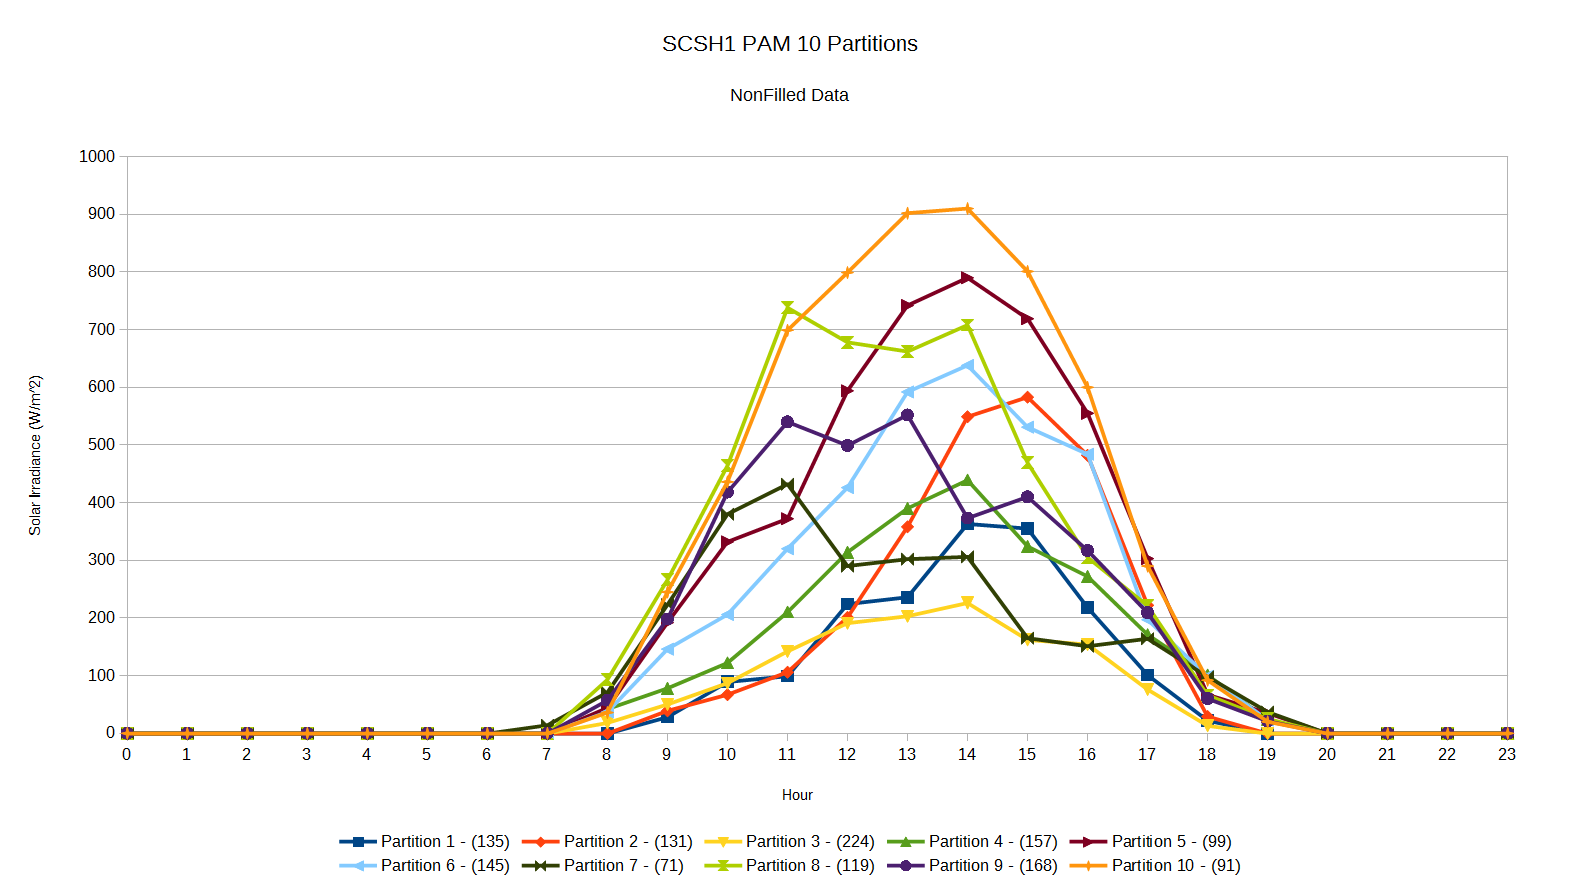 SCSH1 PAM 10 Partitions
NonFilled Data
1000
900
800
700
600
500
400
300
200
100
0
Solar Irradiance (W/m^2)
0 1 2 3 4 5 6 7 8 9 10 11 12 13 14 15 16 17 18 19 20 21 22 23
Hour
Partition 1 - (135) Partition 2 - (131) Partition 3 - (224) Partition 4 - (157) Partition 5 - (99)
Partition 6 - (145) Partition 7 - (71) Partition 8 - (119) Partition 9 - (168) Partition 10 - (91)